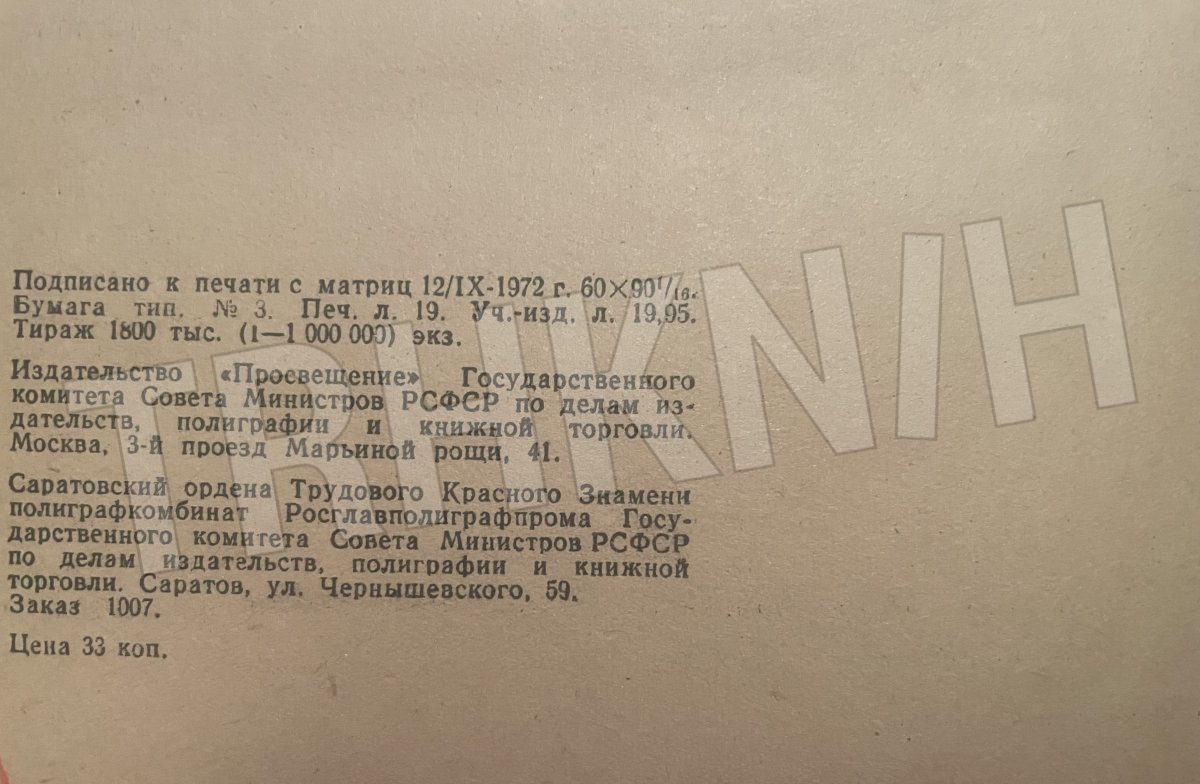 Подписано к печати с матриц 12/IX-1972 г. 60×90¹/₁₆.
Бумага тип. № 3. Печ. л. 19. Уч.-изд. л. 19,95.
Тираж 1800 тыс. (1—1 000 000) экз.
Издательство «Просвещение» Государственного
комитета Совета Министров РСФСР по делам из-
дательств, полиграфии и книжной торговли.
Москва, 3-й проезд Марьиной рощи, 41.
Саратовский ордена Трудового Красного Знамени
полиграфкомбинат Росглавполиграфпрома Госу-
дарственного комитета Совета Министров РСФСР
по делам издательств, полиграфии и книжной
торговли. Саратов, ул. Чернышевского, 59.
Заказ 1007.
Цена 33 коп.